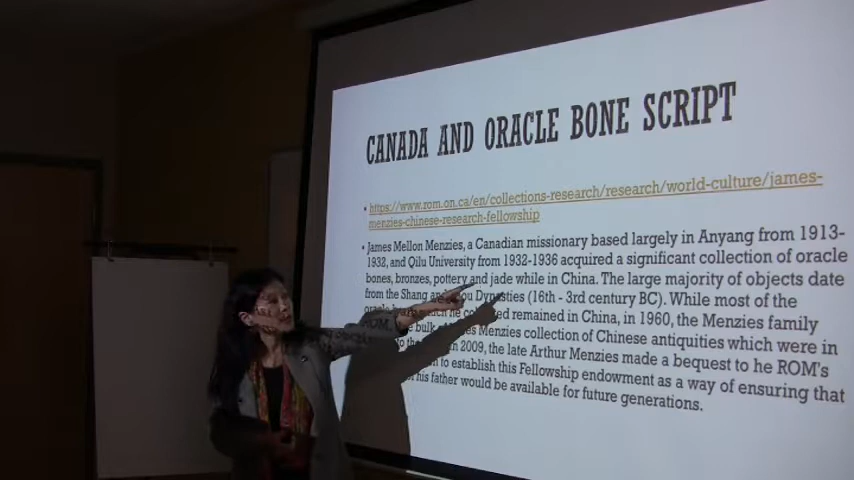 CANADA AND ORACLE BONE SCRIPT
• https://www.rom.on.ca/en/collections-research/research/world-culture/james-
menzies-chinese-research-fellowship
• James Mellon Menzies, a Canadian missionary based largely in Anyang from 1913-
1932, and Qilu University from 1932-1936 acquired a significant collection of oracle
bones, bronzes, pottery and jade while in China. The large majority of objects date
from the Shang and Dynasties (16th - 3rd century BC). While most of the
remained in China, in 1960, the Menzies family
bulk Menzies collection of Chinese antiquities which were in
2009, the late Arthur Menzies made a bequest to he ROM's
to establish this Fellowship endowment as a way of ensuring that
his father would be available for future generations.